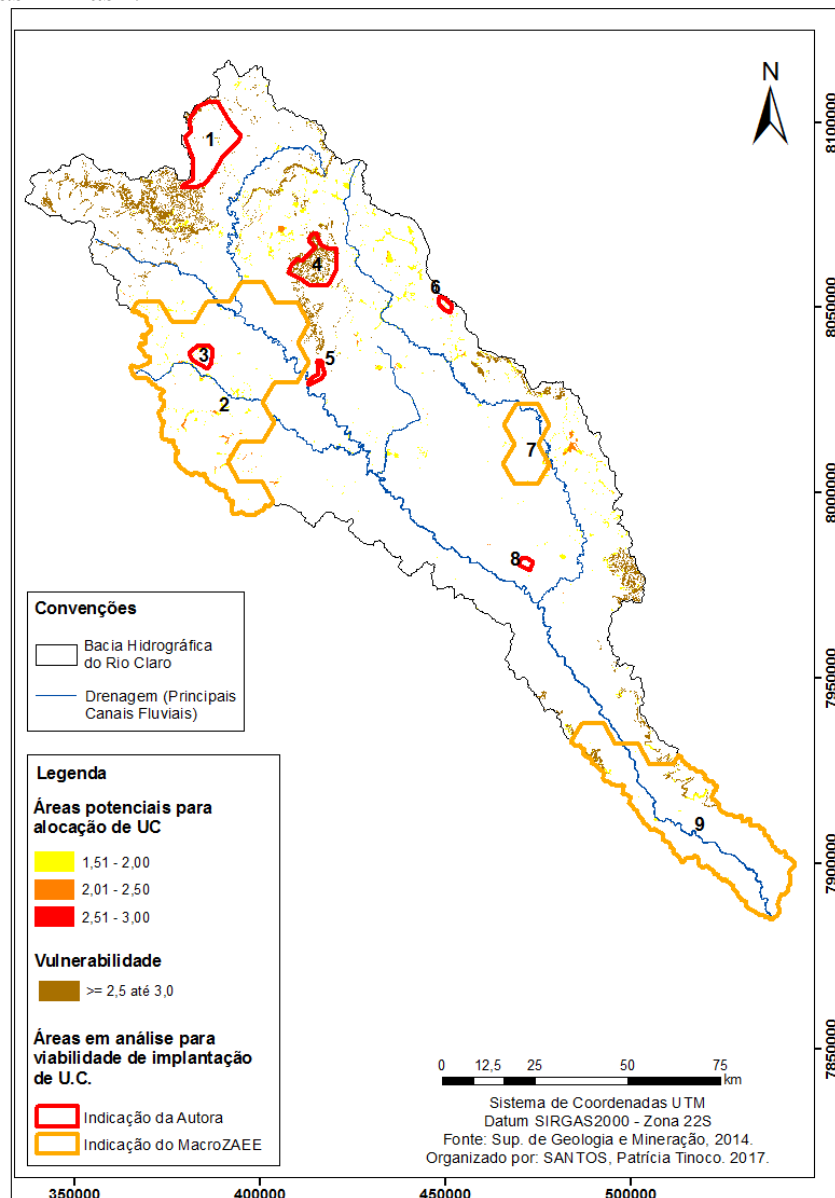 N
1
2
3
4
5
6
7
8
9
8100000
8050000
8000000
7950000
7900000
7850000
Convenções
Bacia Hidrográfica
do Rio Claro
Drenagem (Principais
Canais Fluviais)
Legenda
Áreas potenciais para
alocação de UC
1,51 - 2,00
2,01 - 2,50
2,51 - 3,00
Vulnerabilidade
>= 2,5 até 3,0
Áreas em análise para
viabilidade de implantação
de U.C.
Indicação da Autora
Indicação do MacroZAEE
0 12,5 25 50 75
km
Sistema de Coordenadas UTM
Datum SIRGAS2000 - Zona 22S
Fonte: Sup. de Geologia e Mineração, 2014.
Organizado por: SANTOS, Patrícia Tinoco. 2017.
350000 400000 450000 500000